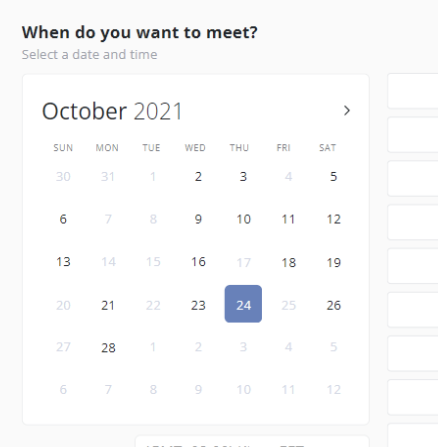 When do you want to meet?
Select a date and time
October 2021
SUN MON TUE WED THU FRI SAT
30 31 1 2 3 4 5
6 7 8 9 10 11 12
13 14 15 16 17 18 19
20 21 22 23 24 25 26
27 28 1 2 3 4 5
6 7 8 9 10 11 12